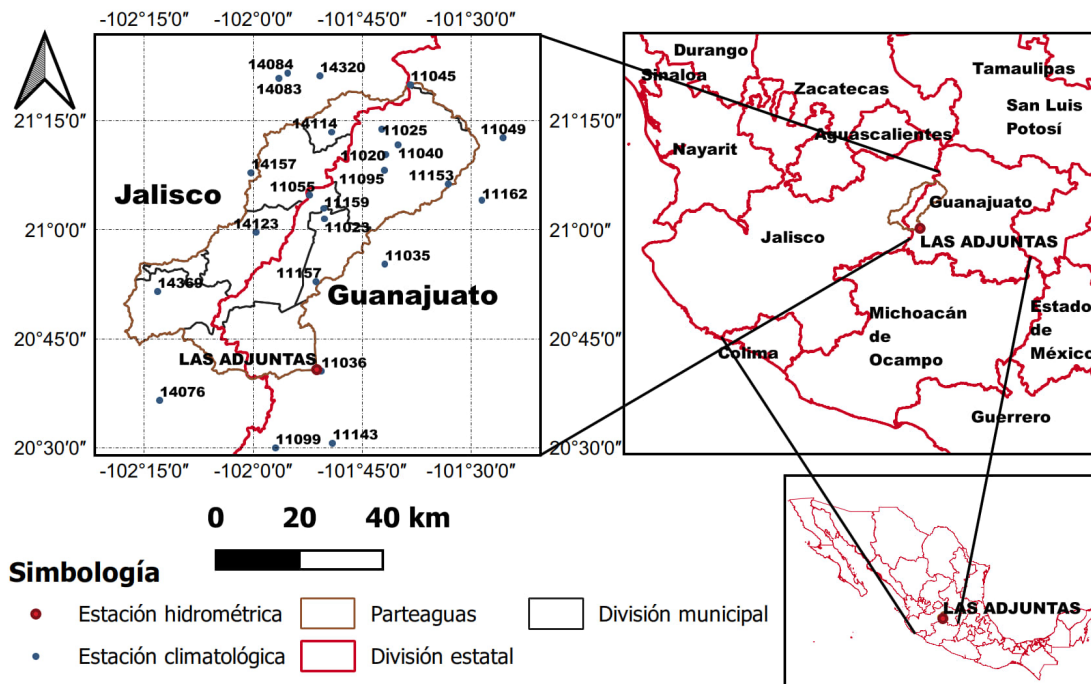 -102°15′0″ -102°0′0″ -101°45′0″ -101°30′0″
21°15′0″
21°0′0″
20°45′0″
20°30′0″
14084
14083
14320
11045
14114
11025
11049
11020
11040
14157
11095
11153
11055
11162
Jalisco
11159
14123
11023
11035
11157
14369
Guanajuato
LAS ADJUNTAS
11036
14076
11099
11143
-102°15′0″ -102°0′0″ -101°45′0″ -101°30′0″
21°15′0″
21°0′0″
20°45′0″
20°30′0″
Durango
Sinaloa
Zacatecas
Tamaulipas
San Luis
Potosí
Aguascalientes
Nayarit
Guanajuato
Jalisco
LAS ADJUNTAS
Michoacán
de
Ocampo
Estado
de
México
Colima
Guerrero
LAS ADJUNTAS
0 20 40 km
Simbología
Estación hidrométrica
Parteaguas
División municipal
Estación climatológica
División estatal